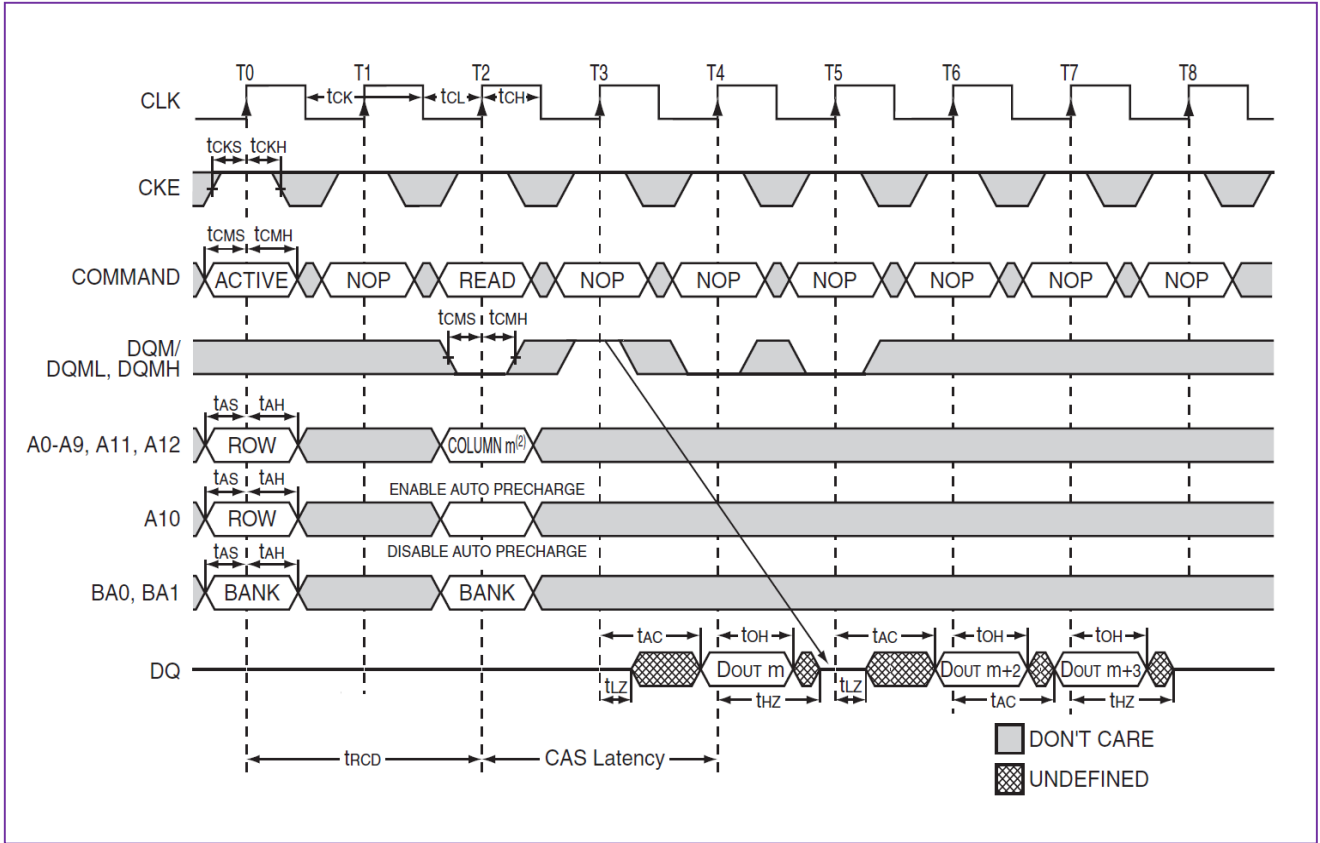 T0 T1 T2 T3 T4 T5 T6 T7 T8
CLK tCK tCL tCH
tCKS tCKH
CKE
tCMS tCMH
COMMAND ACTIVE NOP READ NOP NOP NOP NOP NOP NOP
tCMS tCMH
DQM/
DQML, DQMH
tAS tAH
A0-A9, A11, A12 ROW COLUMN m(2)
tAS tAH ENABLE AUTO PRECHARGE
A10 ROW
tAS tAH DISABLE AUTO PRECHARGE
BA0, BA1 BANK BANK
tAC tOH tAC tOH tOH
DQ DOUT m DOUT m+2 DOUT m+3
tLZ tHZ tLZ tAC tHZ
DON'T CARE
tRCD CAS Latency
UNDEFINED